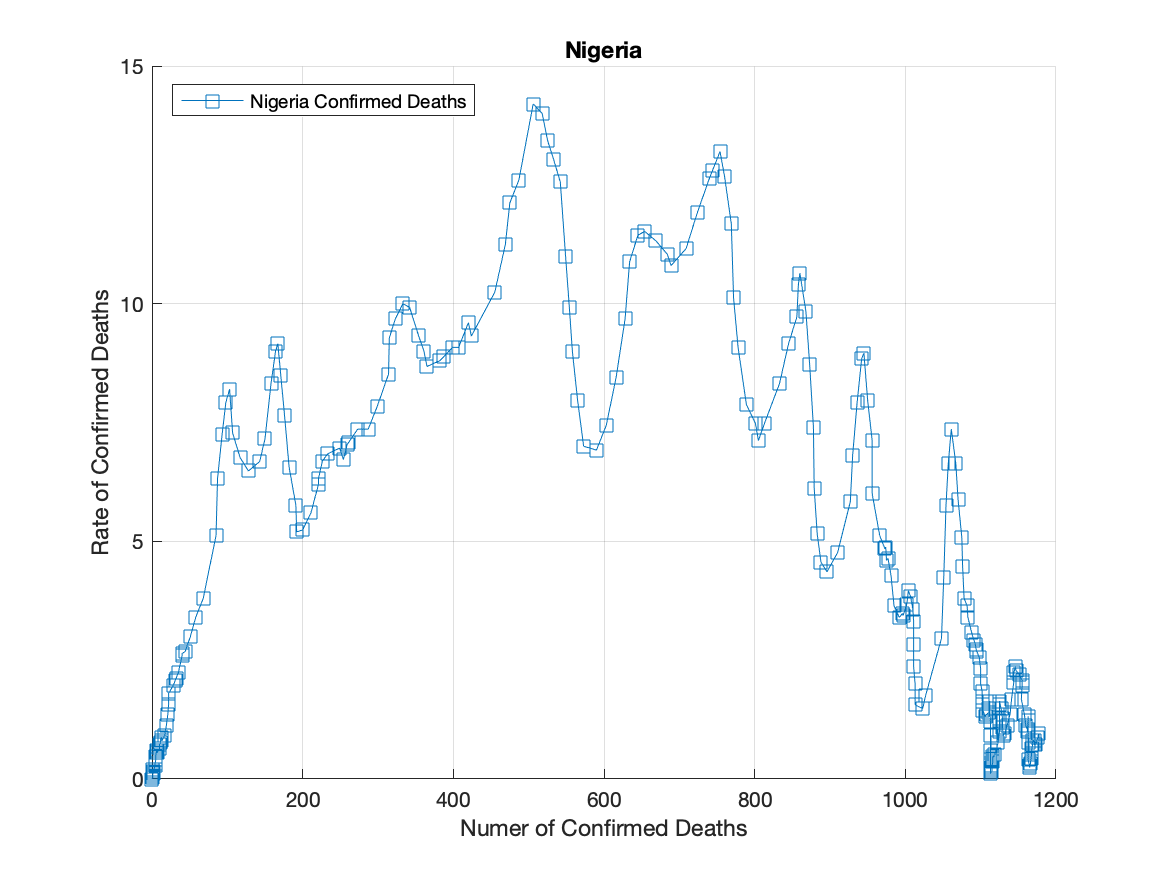 Nigeria
Nigeria Confirmed Deaths
15
10
5
0
Rate of Confirmed Deaths
0 200 400 600 800 1000 1200
Numer of Confirmed Deaths